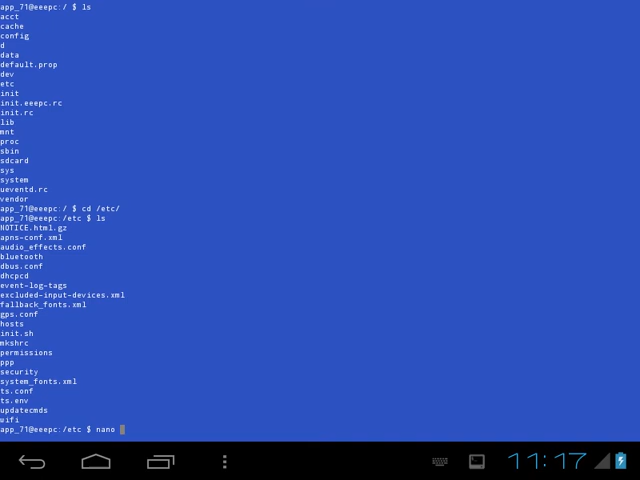 app_71@eeepc:/ $ ls
acct
cache
config
d
data
default.prop
dev
etc
init
init.eeepc.rc
init.rc
lib
mnt
proc
sbin
sdcard
sys
system
ueventd.rc
vendor
app_71@eeepc:/ $ cd /etc/
app_71@eeepc:/etc $ ls
NOTICE.html.gz
apns-conf.xml
audio_effects.conf
bluetooth
dbus.conf
dhcpcd
event-log-tags
excluded-input-devices.xml
fallback_fonts.xml
gps.conf
hosts
init.sh
mkshrc
permissions
ppp
security
system_fonts.xml
ts.conf
ts.env
updatecmds
wifi
app_71@eeepc:/etc $ nano
11:17